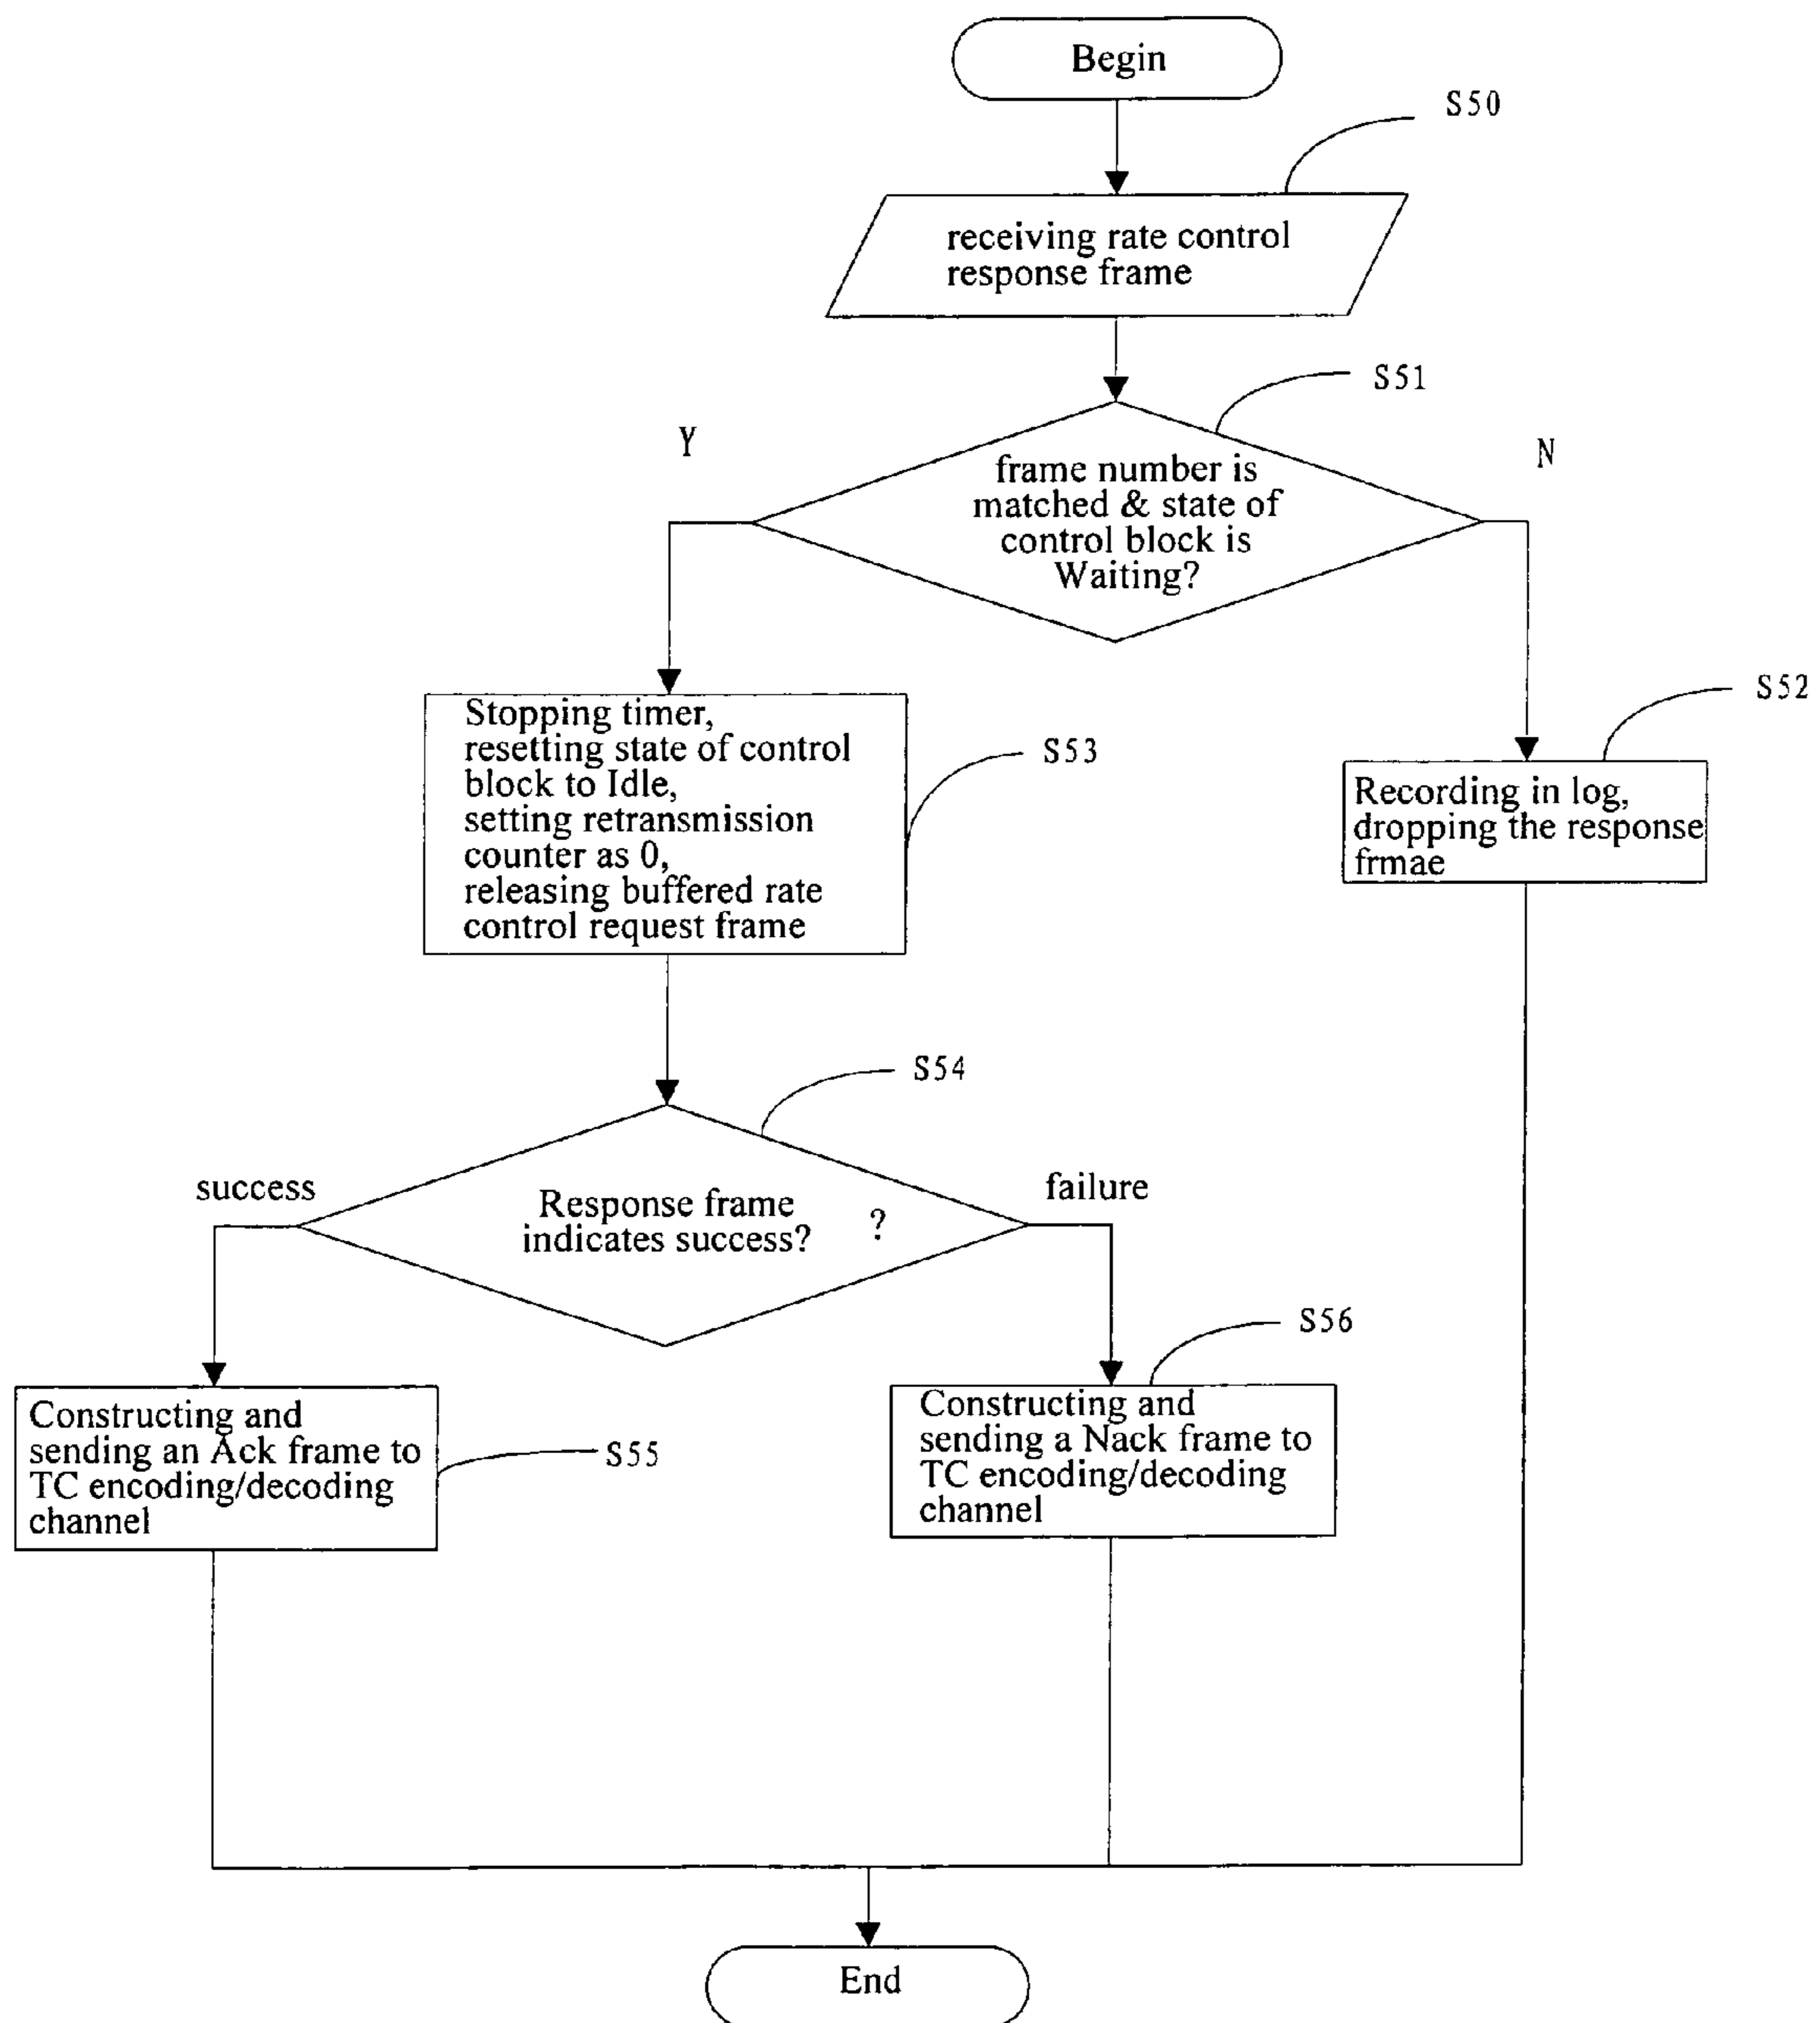 Begin
S50
receiving rate control
response frame
S51
Y
N
frame number is
matched & state of
control block is
Waiting?
S52
Stopping timer,
resetting state of control
block to Idle,
setting retransmission
counter as 0,
releasing buffered rate
control request frame
S53
Recording in log,
dropping the response
frmae
S54
success
failure
Response frame
indicates success?
?
S56
Constructing and
sending an Ack frame to
TC encoding/decoding
channel
S55
Constructing and
sending a Nack frame to
TC encoding/decoding
channel
End